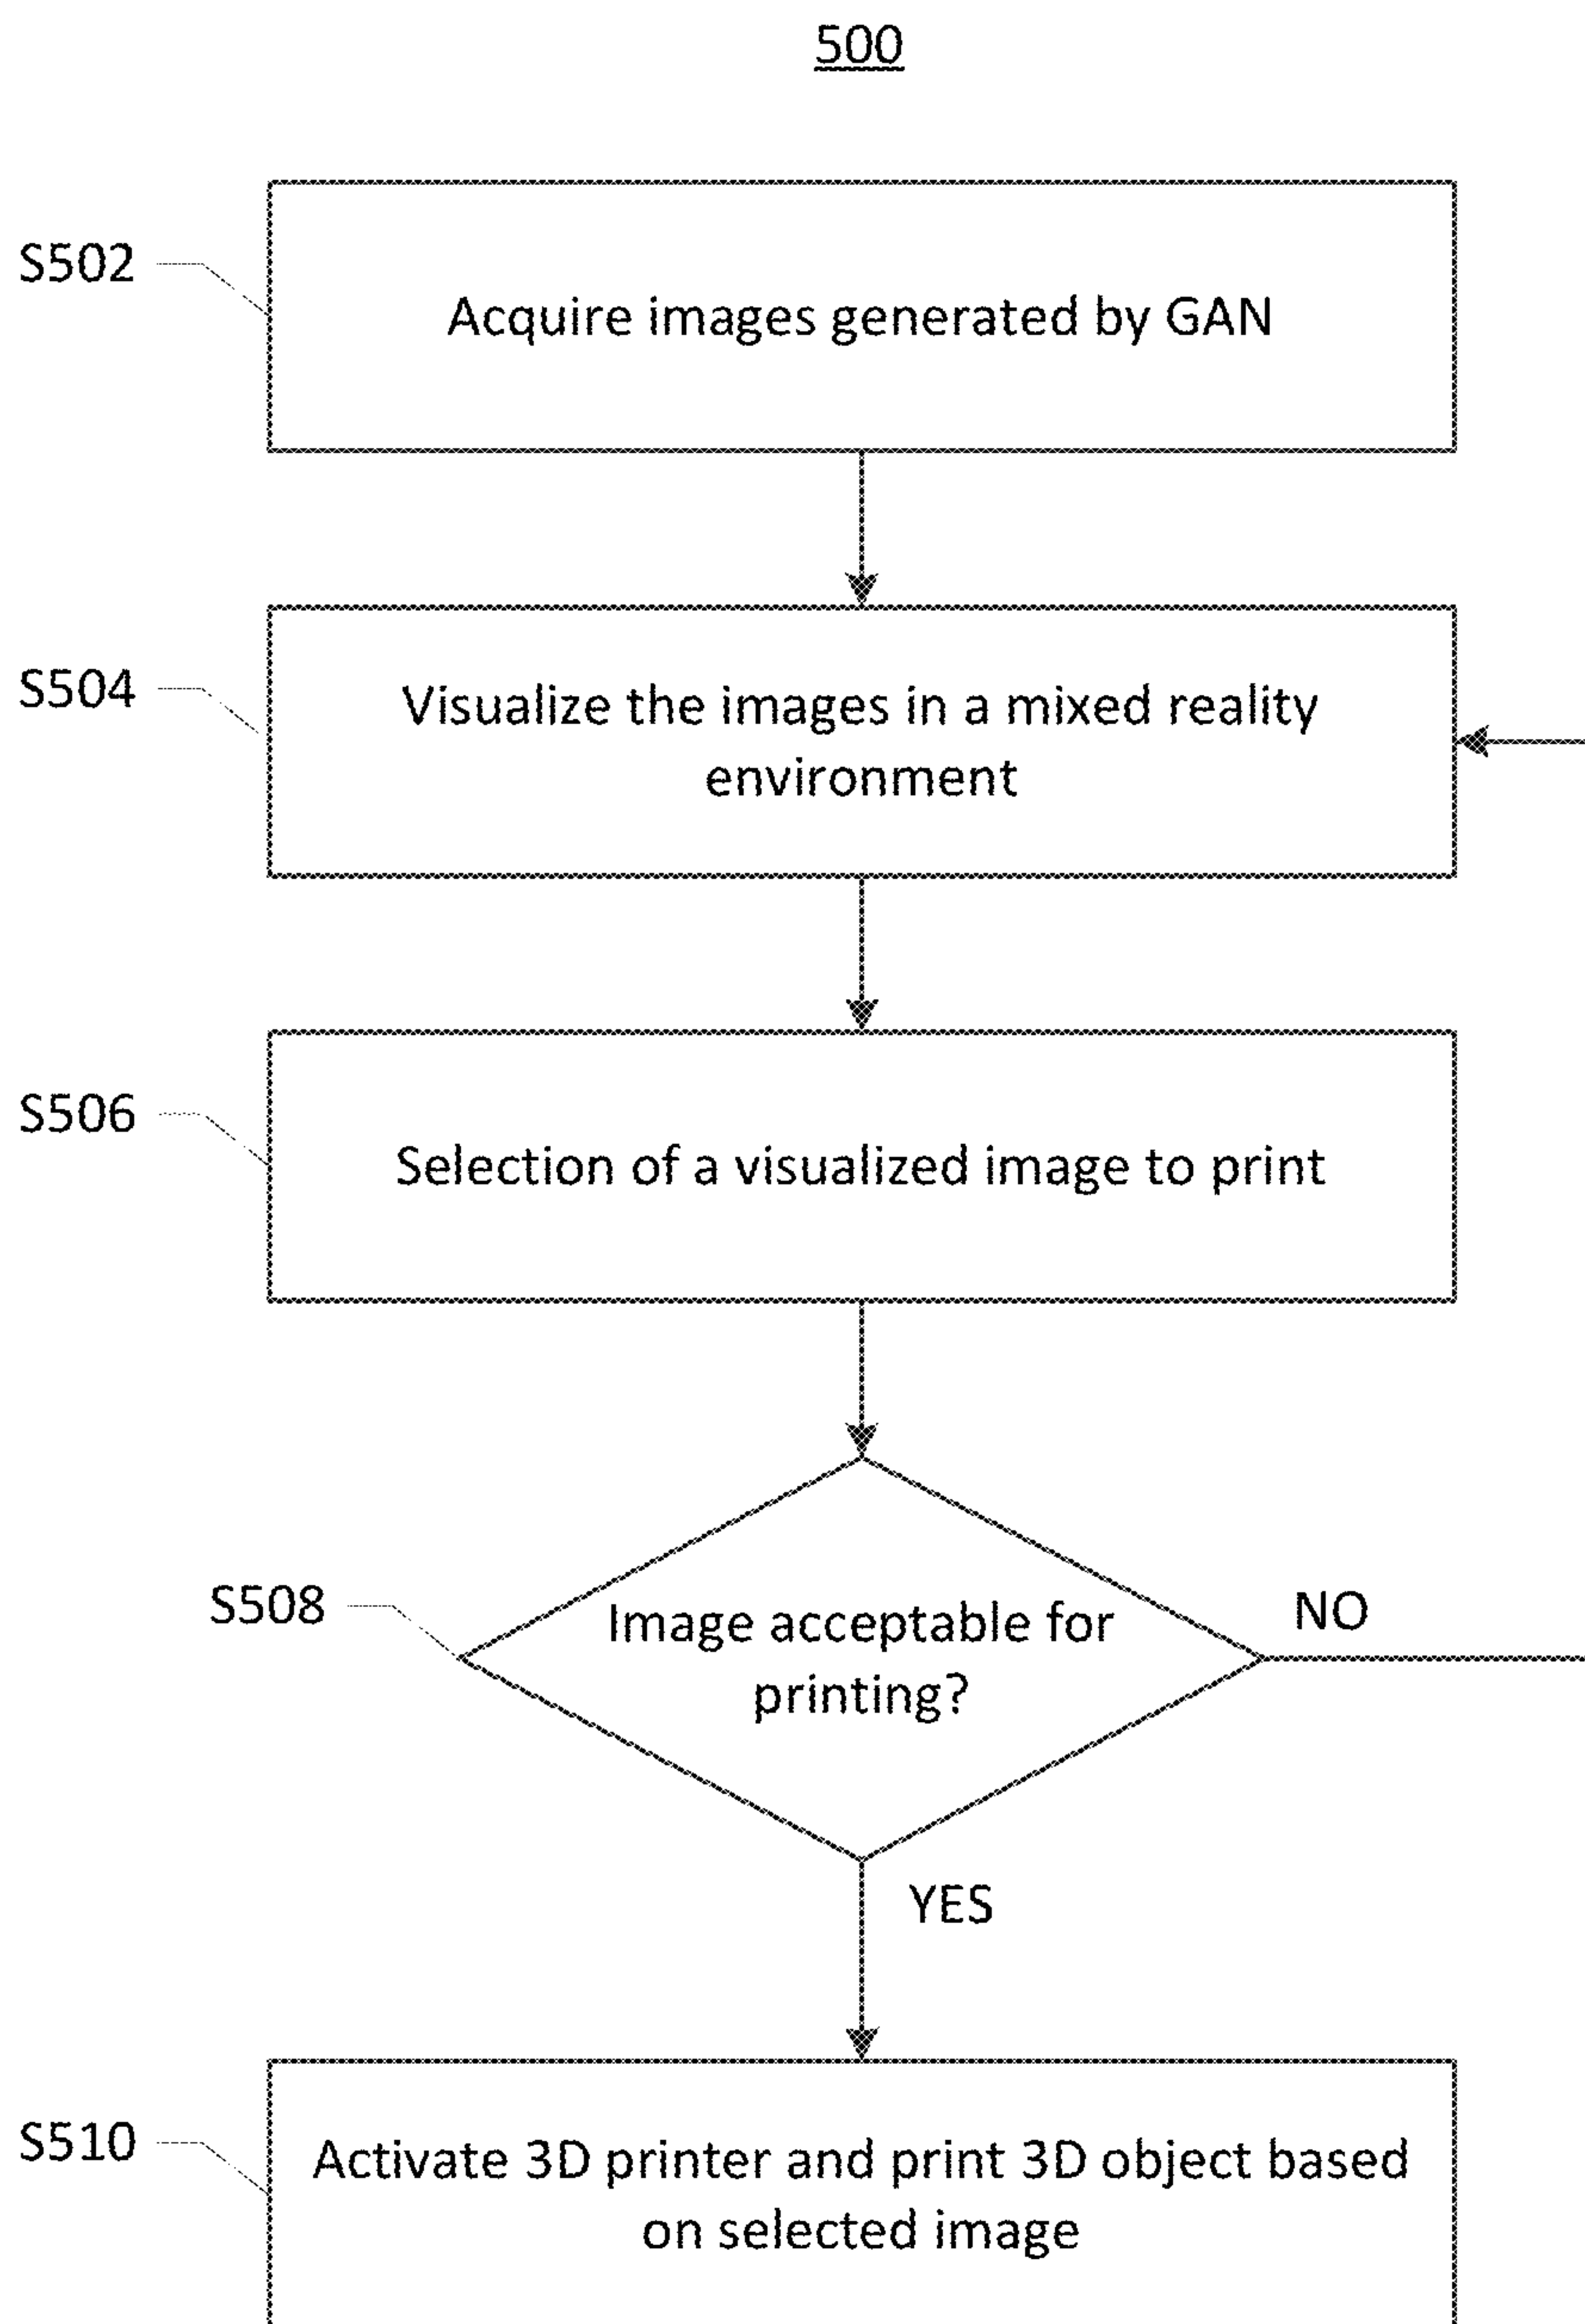 500
S502
Acquire images generated by GAN
S504
Visualize the images in a mixed reality
environment
S506
Selection of a visualized image to print
S508
Image acceptable for
printing?
NO
YES
S510
Activate 3D printer and print 3D object based
on selected image